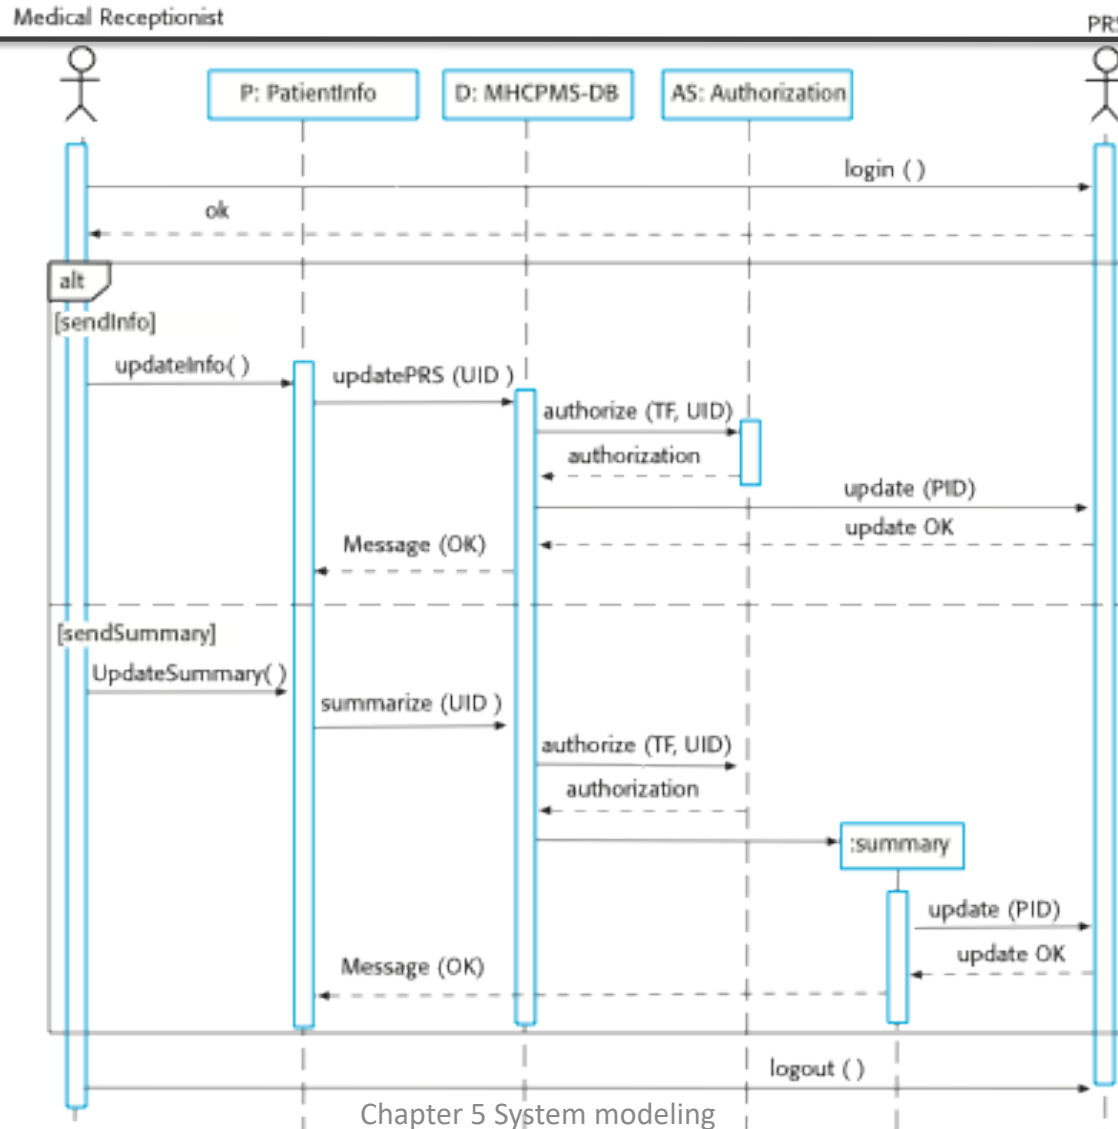 Medical Receptionist
PRS
P: PatientInfo
D: MHCPMS-DB
AS: Authorization
login ( )
ok
alt
[sendInfo]
updateInfo( )
updatePRS (UID )
authorize (TF, UID)
authorization
update (PID)
update OK
Message (OK)
[sendSummary]
UpdateSummary( )
summarize (UID )
authorize (TF, UID)
authorization
:summary
update (PID)
update OK
Message (OK)
logout ( )
Chapter 5 System modeling